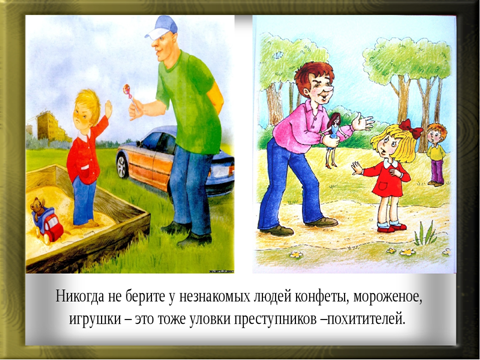 Никогда не берите у незнакомых людей конфеты, мороженое,
игрушки – это тоже уловки преступников –похитителей.